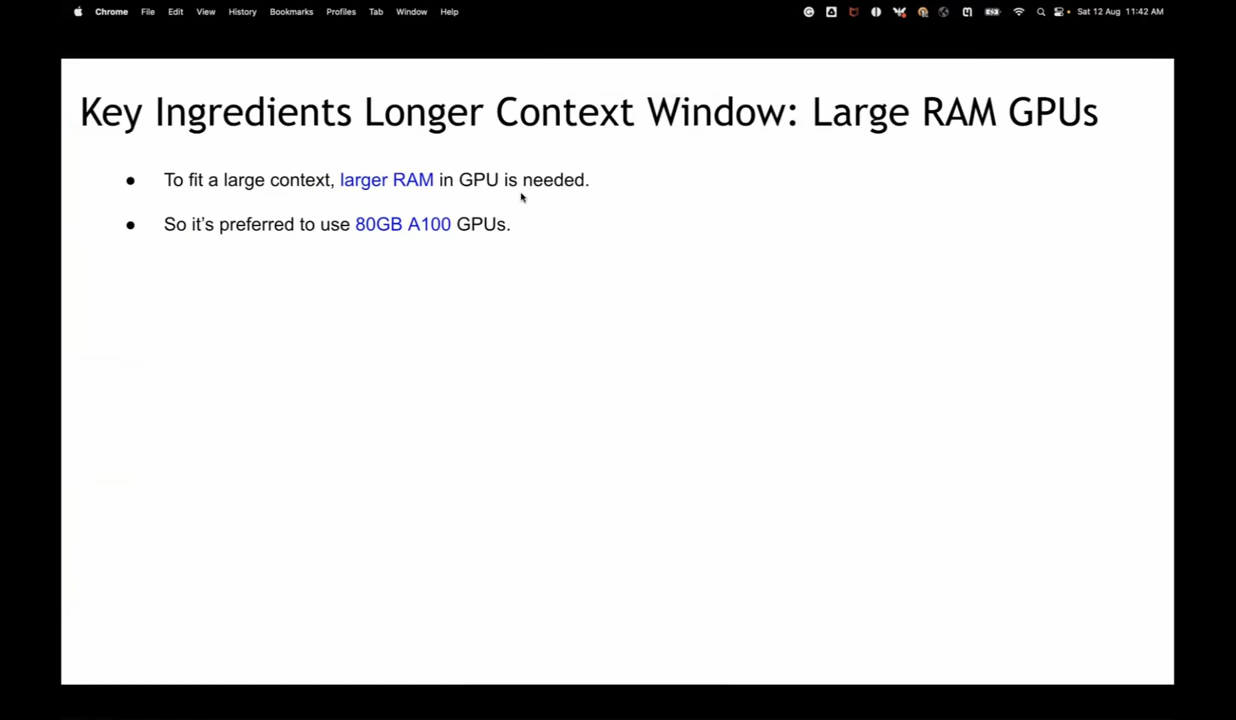 Chrome File Edit View History Bookmarks Profiles Tab Window Help Sat 12 Aug 11:42 AM
Key Ingredients Longer Context Window: Large RAM GPUs
● To fit a large context, larger RAM in GPU is needed.
● So it’s preferred to use 80GB A100 GPUs.